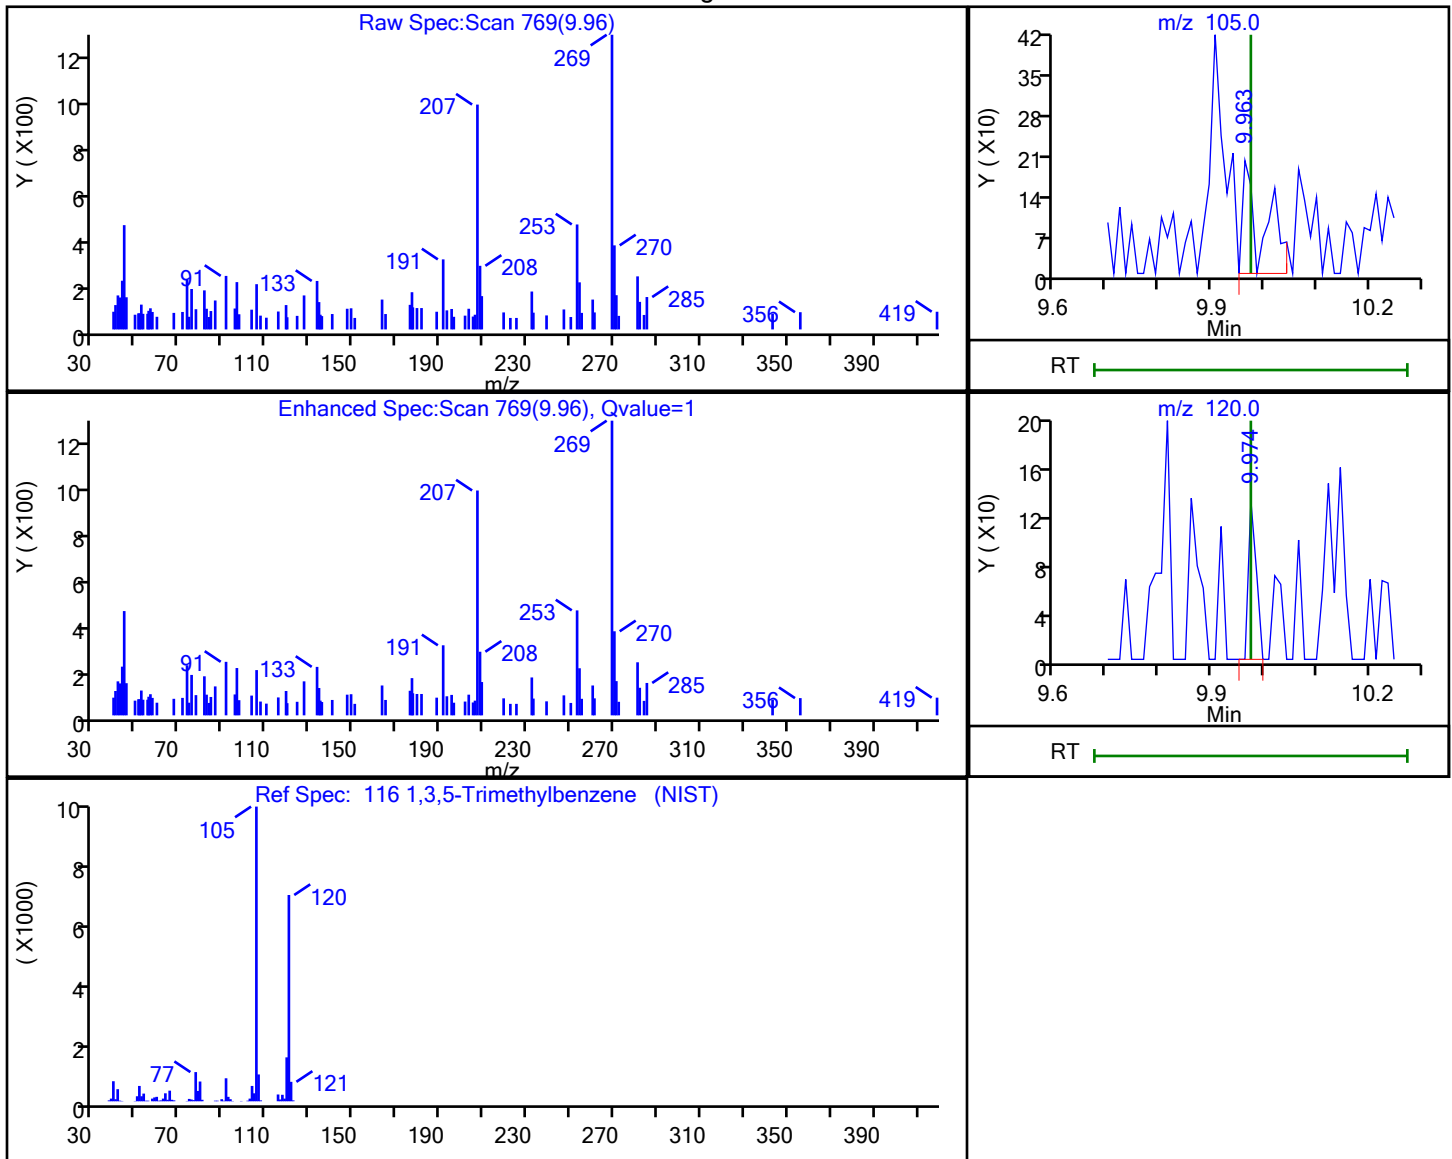 Raw Spec:Scan 769(9.96)
Y ( X100)
12
10
8
6
4
2
0
269
207
253
270
191
208
91
133
285
356
419
30 70 110 150 190 230 270 310 350 390
m/z
m/z 105.0
Y ( X10)
42
35
28
21
14
7
0
9.963
9.6 9.9 10.2
Min
RT
Enhanced Spec:Scan 769(9.96), Qvalue=1
Y ( X100)
12
10
8
6
4
2
0
269
207
253
270
191
208
91
133
285
356
419
30 70 110 150 190 230 270 310 350 390
m/z
m/z 120.0
Y ( X10)
20
16
12
8
4
0
9.974
9.6 9.9 10.2
Min
RT
Ref Spec: 116 1,3,5-Trimethylbenzene (NIST)
( X1000)
10
8
6
4
2
0
105
120
77
121
30 70 110 150 190 230 270 310 350 390